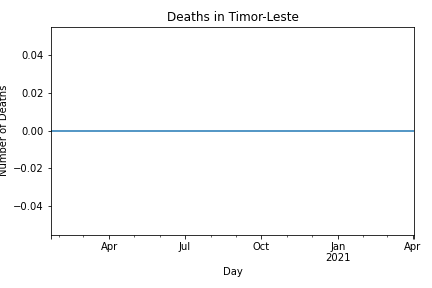 Deaths in Timor-Leste
0.04
0.02
0.00
−0.02
−0.04
Number of Deaths
Apr Jul Oct Jan Apr
2021
Day